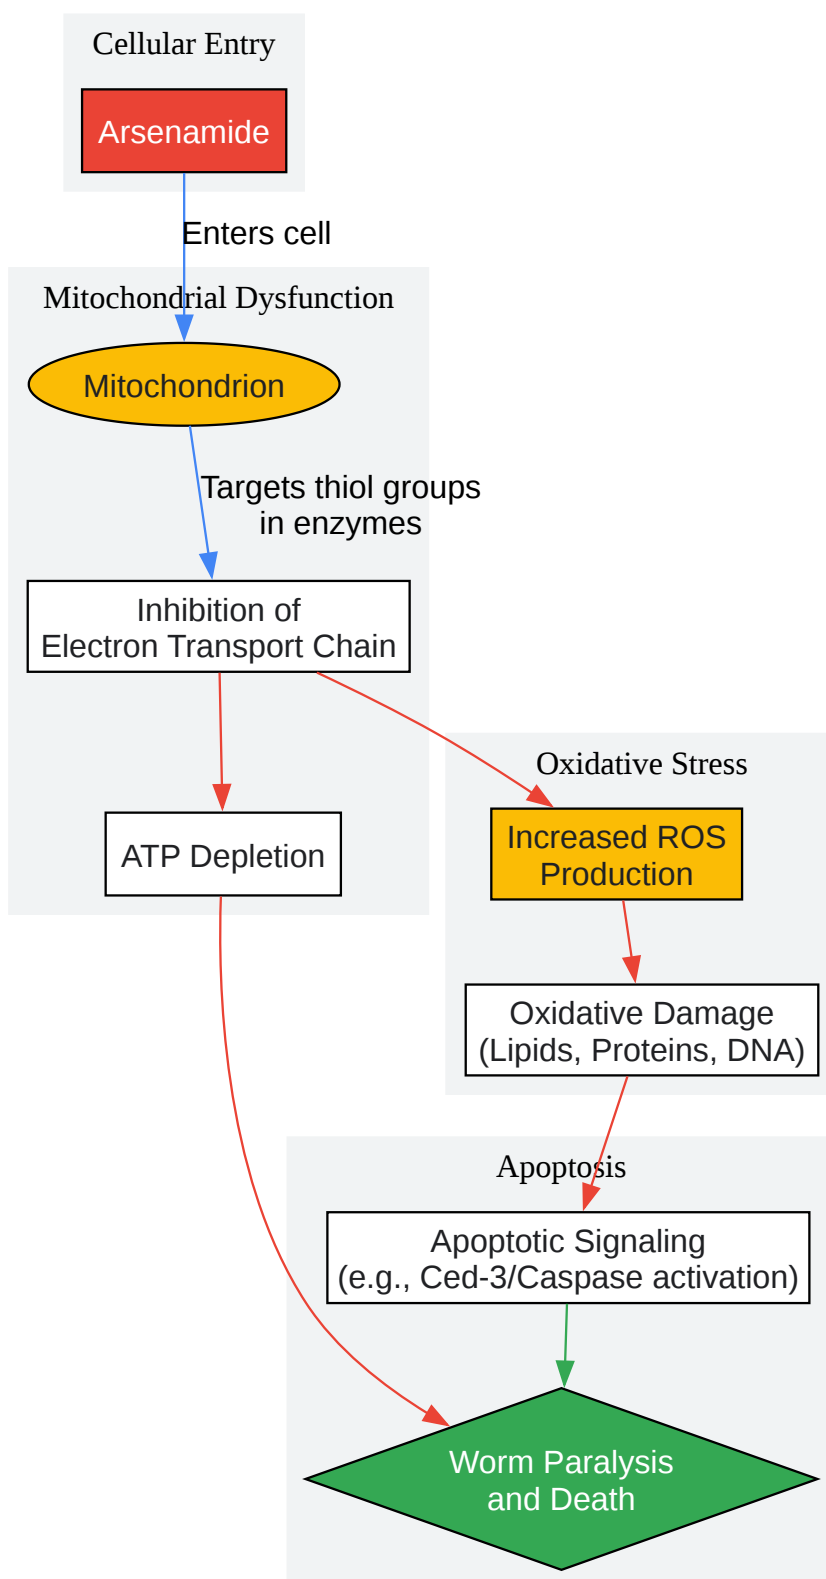 Cellular Entry
Arsenamide
Enters cell
Mitochondrial Dysfunction
Mitochondrion
Targets thiol groups
in enzymes
Inhibition of
Electron Transport Chain
ATP Depletion
Oxidative Stress
Increased ROS
Production
Oxidative Damage
(Lipids, Proteins, DNA)
Apoptosis
Apoptotic Signaling
(e.g., Ced-3/Caspase activation)
Worm Paralysis
and Death